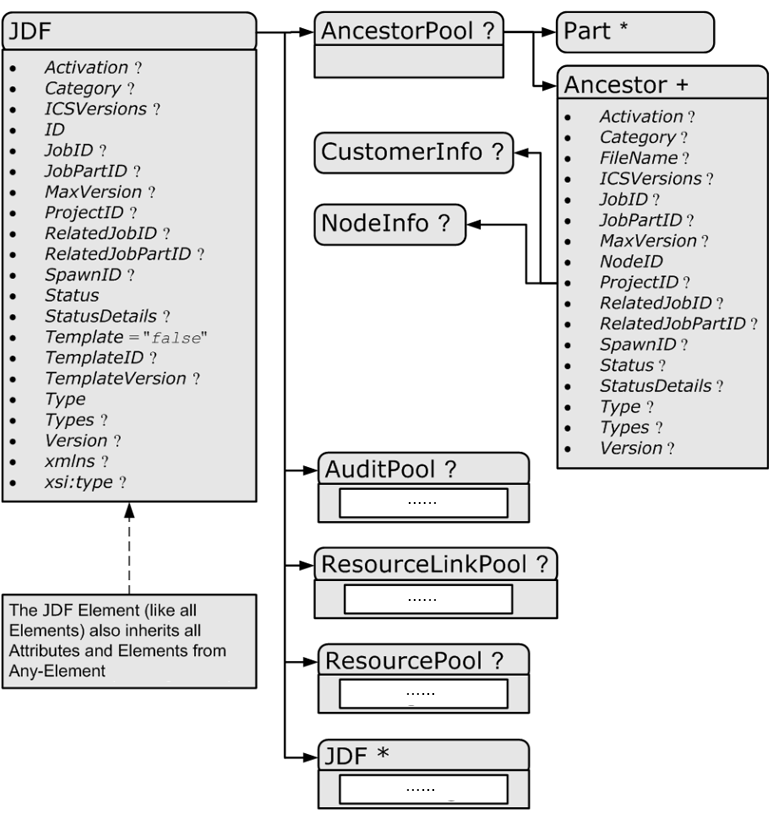 JDF
• Activation ?
• Category ?
• ICSVersions ?
• ID
• JobID ?
• JobPartID ?
• MaxVersion ?
• ProjectID ?
• RelatedJobID ?
• RelatedJobPartID ?
• SpawnID ?
• Status
• StatusDetails ?
• Template = "false"
• TemplateID ?
• TemplateVersion ?
• Type
• Types ?
• Version ?
• xmlns ?
• xsi:type ?
The JDF Element (like all
Elements) also inherits all
Attributes and Elements from
Any-Element
AncestorPool ?
Part *
Ancestor +
• Activation ?
• Category ?
• FileName ?
• ICSVersions ?
• JobID ?
• JobPartID ?
• MaxVersion ?
• NodeID
• ProjectID ?
• RelatedJobID ?
• RelatedJobPartID ?
• SpawnID ?
• Status ?
• StatusDetails ?
• Type ?
• Types ?
• Version ?
CustomerInfo ?
NodeInfo ?
AuditPool ?
......
ResourceLinkPool ?
......
ResourcePool ?
......
JDF *
......